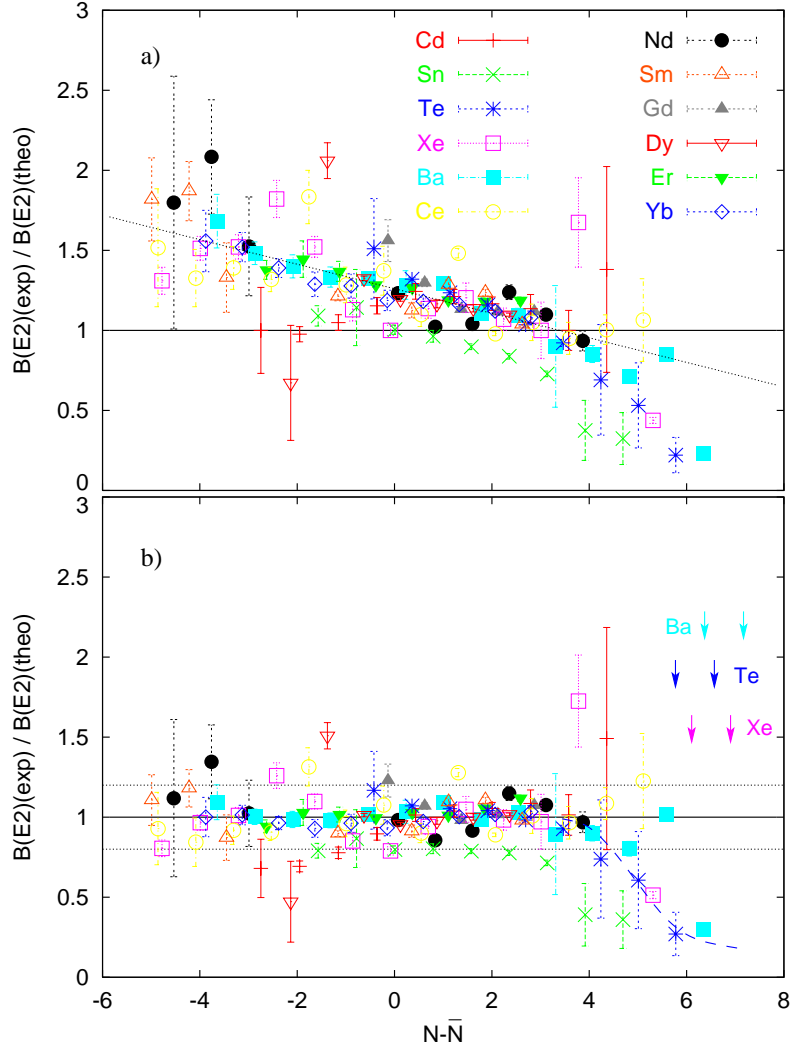 3
a)
Cd
Nd
Sn
Sm
Te
Gd
Xe
Dy
Ba
Er
Ce
Yb
2.5
2
1.5
1
0.5
0
B(E2)(exp) / B(E2)(theo)
3
b)
2.5
Ba
Te
Xe
2
1.5
1
0.5
0
B(E2)(exp) / B(E2)(theo)
-6 -4 -2 0 2 4 6 8
N-N̄